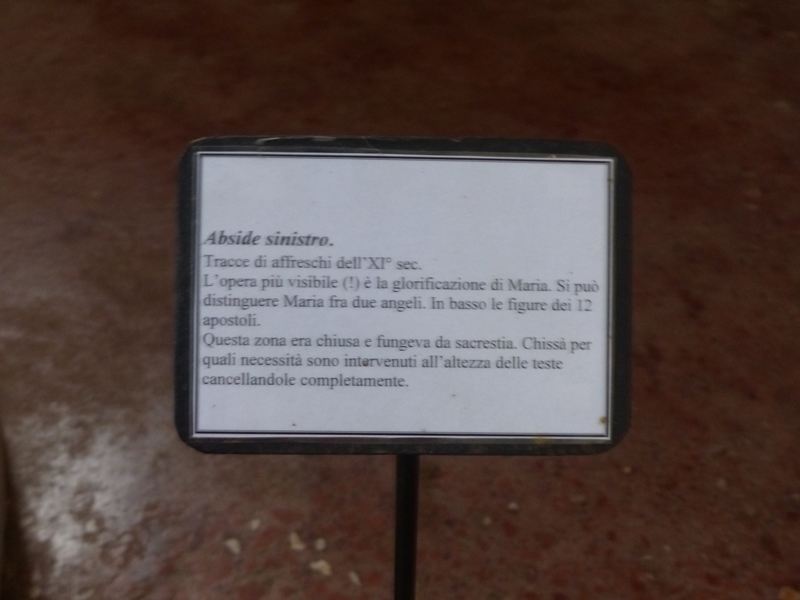 Abside sinistro.
Tracce di affreschi dell'XI° sec.
L'opera più visibile (!) è la glorificazione di Maria. Si può
distinguere Maria fra due angeli. In basso le figure dei 12
apostoli.
Questa zona era chiusa e fungeva da sacrestia. Chissà per
quali necessità sono intervenuti all'altezza delle teste
cancellandole completamente.